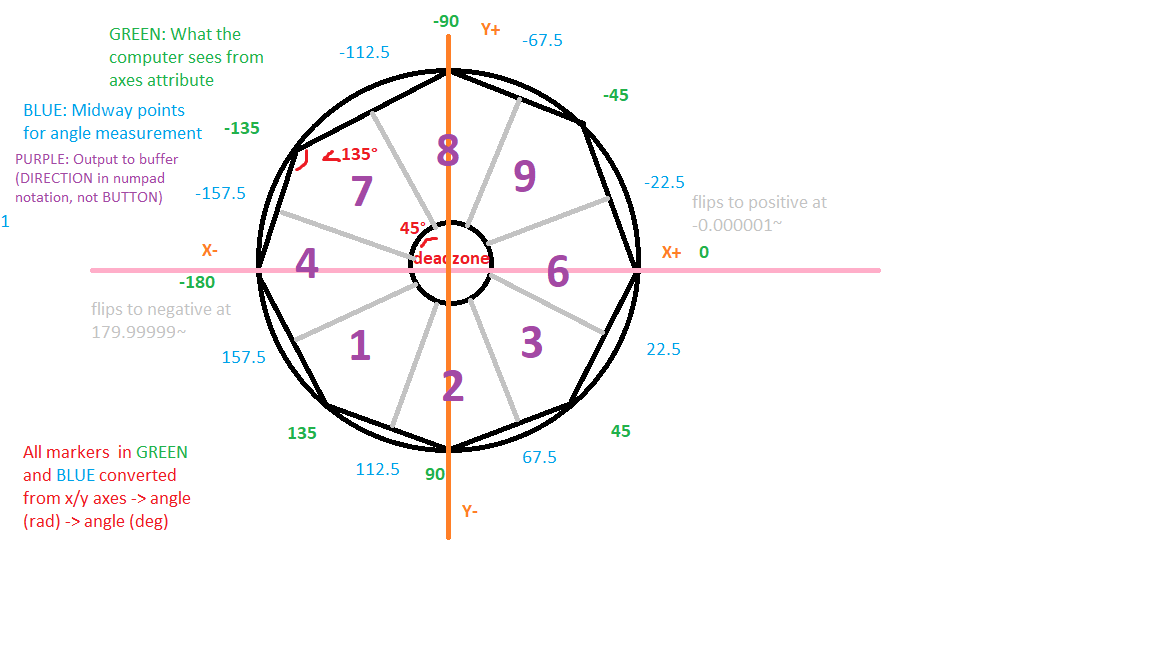 -90
Y+
-67.5
GREEN: What the
computer sees from
axes attribute
-112.5
-45
BLUE: Midway points
for angle measurement
-135
PURPLE: Output to buffer
(DIRECTION in numpad
notation, not BUTTON)
135°
8
9
7
-157.5
-22.5
flips to positive at
-0.000001~
1
45°
X-
X+
0
deadzone
4
6
-180
flips to negative at
179.99999~
1
3
157.5
22.5
2
135
45
112.5
90
67.5
All markers in GREEN
and BLUE converted
from x/y axes -> angle
(rad) -> angle (deg)
Y-